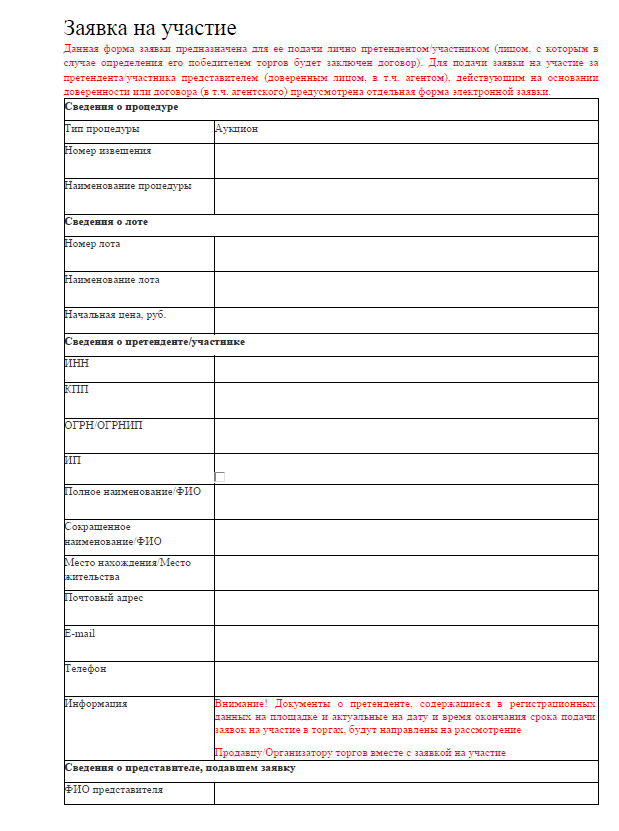 Заявка на участие
Данная форма заявки предназначена для ее подачи лично претендентом/участником (лицом, с которым в
случае определения его победителем торгов будет заключен договор). Для подачи заявки на участие за
претендента/участника представителем (доверенным лицом, в т.ч. агентом), действующим на основании
доверенности или договора (в т.ч. агентского) предусмотрена отдельная форма электронной заявки.
Сведения о процедуре
Тип процедуры Аукцион
Номер извещения
Наименование процедуры
Сведения о лоте
Номер лота
Наименование лота
Начальная цена, руб.
Сведения о претенденте/участнике
ИНН
КПП
ОГРН/ОГРНИП
ИП
Полное наименование/ФИО
Сокращенное
наименование/ФИО
Место нахождения/Место
жительства
Почтовый адрес
E-mail
Телефон
Информация Внимание! Документы о претенденте, содержащиеся в регистрационных
данных на площадке и актуальные на дату и время окончания срока подачи
заявок на участие в торгах, будут направлены на рассмотрение
Продавцу/Организатору торгов вместе с заявкой на участие
Сведения о представителе, подавшем заявку
ФИО представителя